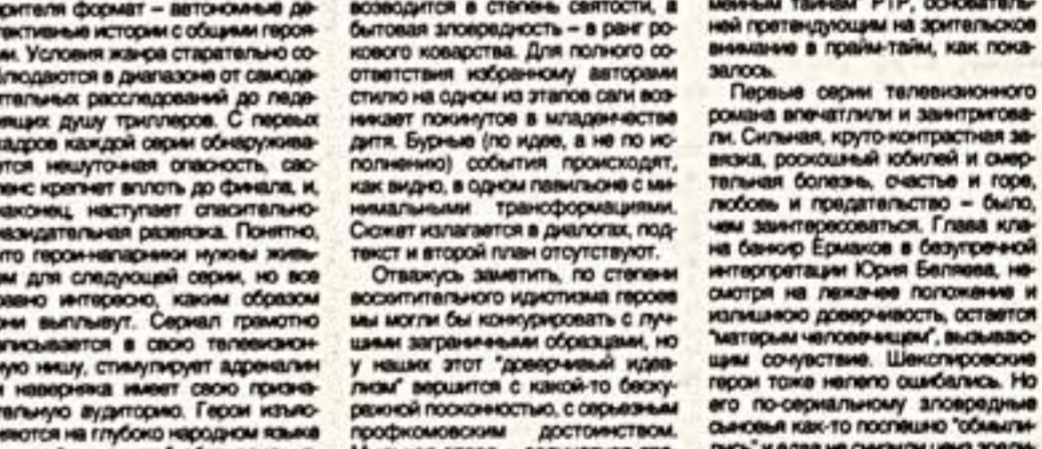 рителя формат – автономные де-
тективные истории с общими героя-
ми. Условия жанра старательно со-
блюдаются в диапазоне от самоде-
ятельных расследований до леде-
нящих душу триллеров. С первых
кадров каждой серии обнаружива-
ется нешуточная опасность, сас-
пенс крепнет вплоть до финала, и,
наконец, наступает спасительно-
назидательная развязка. Понятно,
что герои-напарники нужны живы-
ми для следующей серии, но все
равно интересно, каким образом
они выплывут. Сериал грамотно
вписывается в свою телевизион-
ную нишу, стимулирует адреналин
и наверняка имеет свою призна-
тельную аудиторию. Герои изъяс-
няются на глубоко народном языке
возводится в степень святости, а
бытовая зловредность – в ранг ро-
кового коварства. Для полного со-
ответствия избранному авторами
стилю на одном из этапов саги воз-
никает покинутое в младенчестве
дитя. Бурные (по идее, а не по ис-
полнению) события происходят,
как видно, в одном павильоне с ми-
нимальными трансформациями.
Сюжет излагается в диалогах, под-
текст и второй план отсутствуют.
Отважусь заметить, по степени
восхитительного идиотизма героев
мы могли бы конкурировать с луч-
шими заграничными образцами, но
у наших этот "доверчивый идеа-
лизм" вершится с какой-то беску-
ражной посконностью, с серьезным
профкомовским достоинством.
мейным тайнам" РТР, основатель-
ней претендующим на зрительское
внимание в прайм-тайм, как пока-
залось.
Первые серии телевизионного
романа впечатлили и заинтригова-
ли. Сильная, круто-контрастная за-
вязка, роскошный юбилей и смер-
тельная болезнь, счастье и горе,
любовь и предательство – было,
чем заинтересоваться. Глава кла-
на банкир Ермаков в безупречной
интерпретации Юрия Беляева, не-
смотря на лежачее положение и
излишнюю доверчивость, остается
"матерым человечищем", вызываю-
щим сочувствие. Шекспировские
герои тоже нелепо ошибались. Но
его по-сериальному зловредные
сыновья как-то поспешно "обмыли-
лись" и едва не